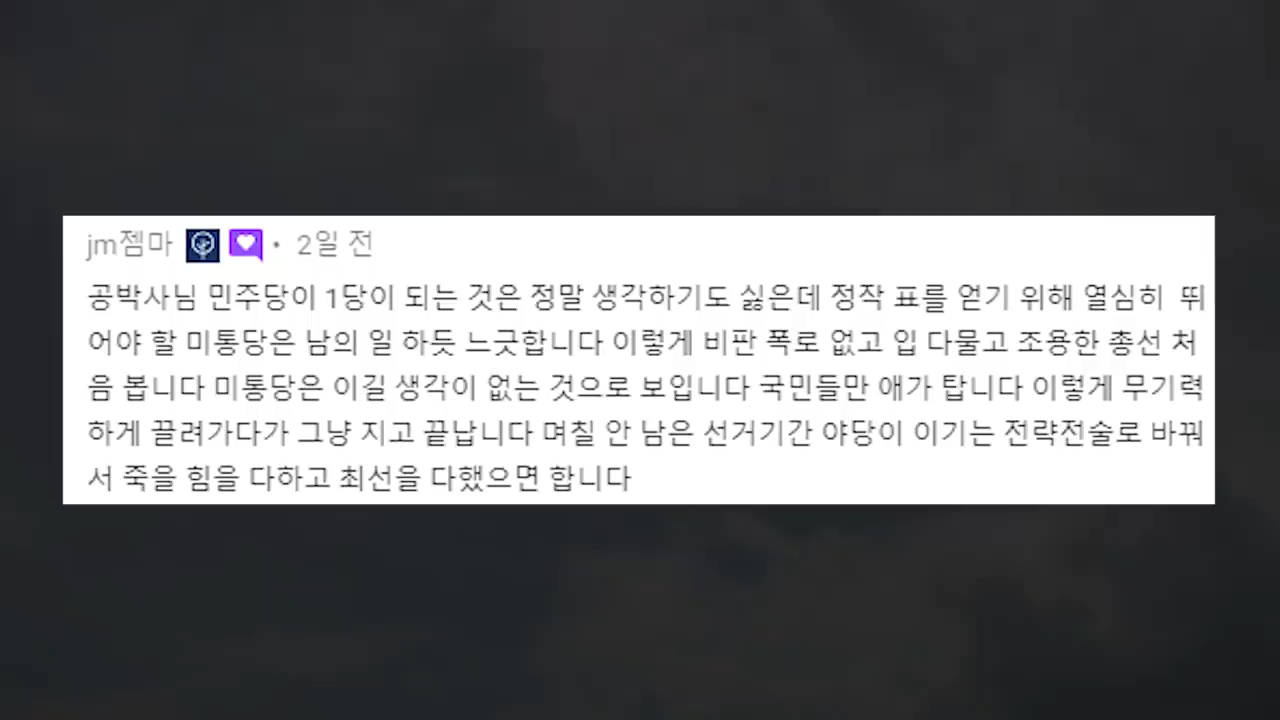 jm젬마 • 2일 전
공박사님 민주당이 1당이 되는 것은 정말 생각하기도 싫은데 정작 표를 얻기 위해 열심히 뛰
어야 할 미통당은 남의 일 하듯 느긋합니다 이렇게 비판 폭로 없고 입 다물고 조용한 총선 처
음 봅니다 미통당은 이길 생각이 없는 것으로 보입니다 국민들만 애가 탑니다 이렇게 무기력
하게 끌려가다가 그냥 지고 끝납니다 며칠 안 남은 선거기간 야당이 이기는 전략전술로 바꿔
서 죽을 힘을 다하고 최선을 다했으면 합니다